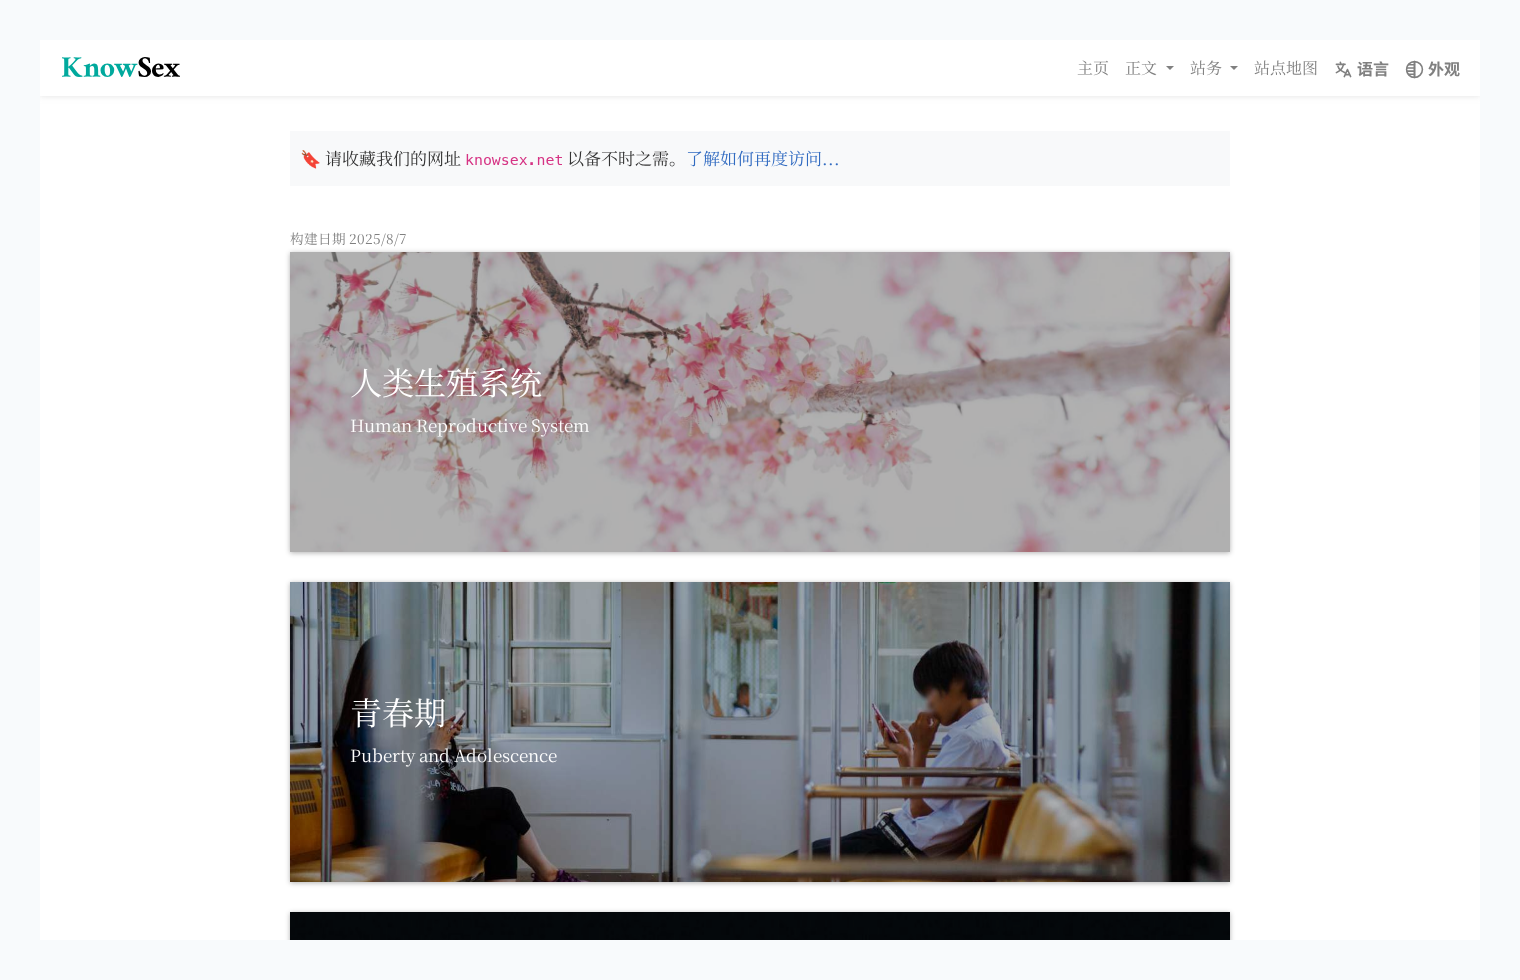 KnowSex
主页 正文 站务 站点地图 语言 外观
请收藏我们的网址 knowsex.net 以备不时之需。了解如何再度访问...
构建日期 2025/8/7
人类生殖系统
Human Reproductive System
青春期
Puberty and Adolescence